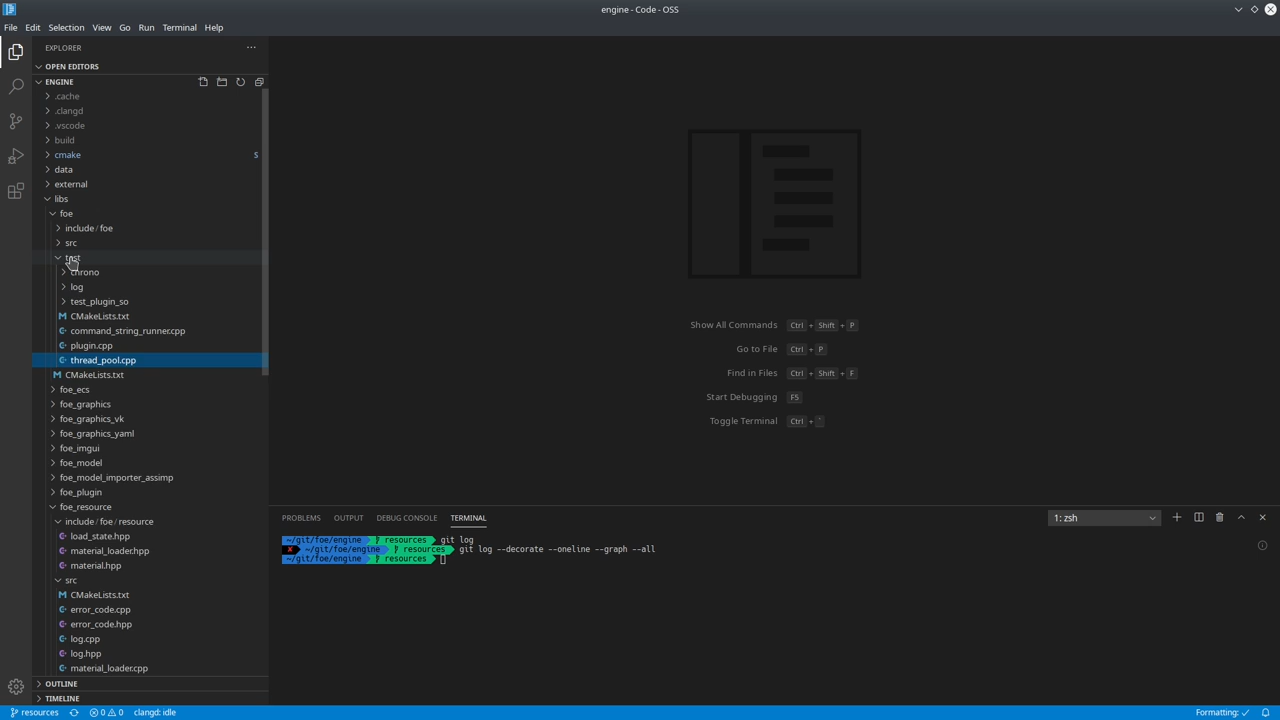 engine - Code - OSS
File Edit Selection View Go Run Terminal Help
EXPLORER ...
OPEN EDITORS
ENGINE
.cache
.clangd
.vscode
build
cmake S
data
external
libs
foe
include / foe
src
test
chrono
log
test_plugin_so
CMakeLists.txt
command_string_runner.cpp
plugin.cpp
thread_pool.cpp
CMakeLists.txt
foe_ecs
foe_graphics
foe_graphics_vk
foe_graphics_yaml
foe_imgui
foe_model
foe_model_importer_assimp
foe_plugin
foe_resource
include / foe / resource
load_state.hpp
material_loader.hpp
material.hpp
src
CMakeLists.txt
error_code.cpp
error_code.hpp
log.cpp
log.hpp
material_loader.cpp
OUTLINE
TIMELINE
Show All Commands Ctrl + Shift + P
Go to File Ctrl + P
Find in Files Ctrl + Shift + F
Start Debugging F5
Toggle Terminal Ctrl + `
PROBLEMS OUTPUT DEBUG CONSOLE TERMINAL 1: zsh
~/git/foe/engine resources git log
✘ ~/git/foe/engine resources git log --decorate --oneline --graph --all
~/git/foe/engine resources
resources 0 0 clangd: idle Formatting: ✓